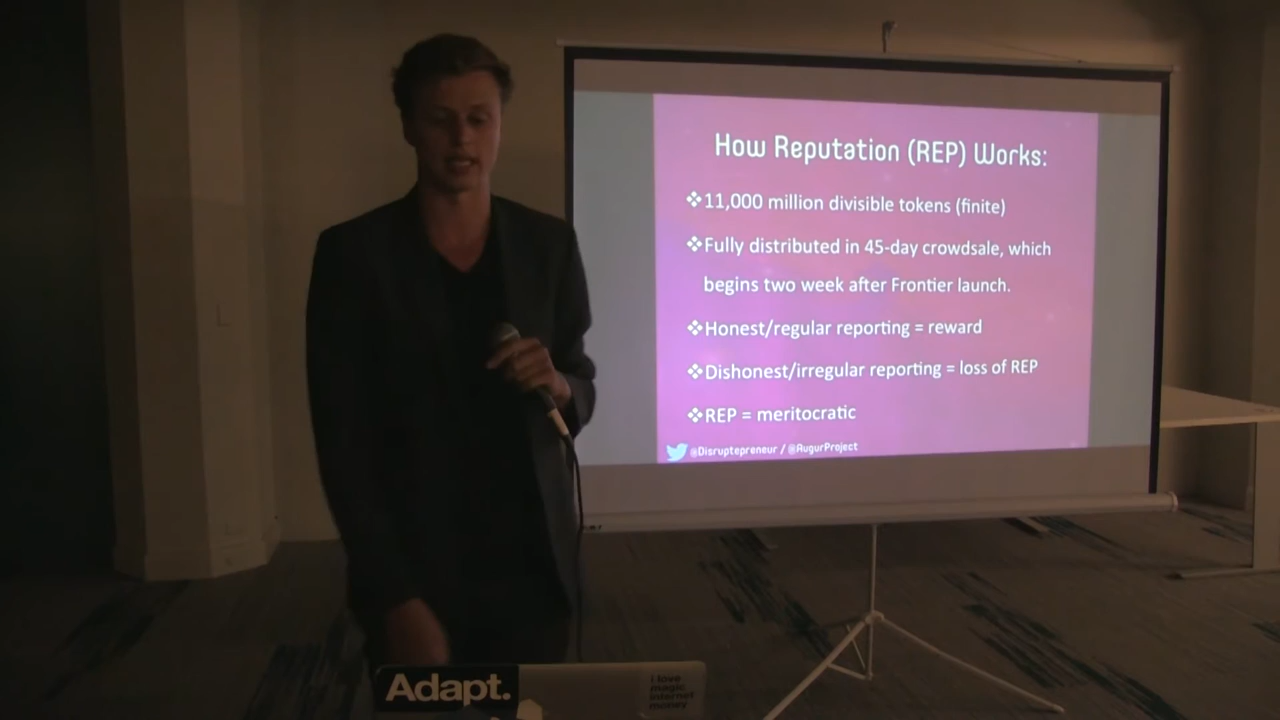 How Reputation (REP) Works:
❖11,000 million divisible tokens (finite)
❖Fully distributed in 45-day crowdsale, which
begins two week after Frontier launch.
❖Honest/regular reporting = reward
❖Dishonest/irregular reporting = loss of REP
❖REP = meritocratic
@Disruptepreneur / @AugurProject
Adapt.
i love
magic
internet
money